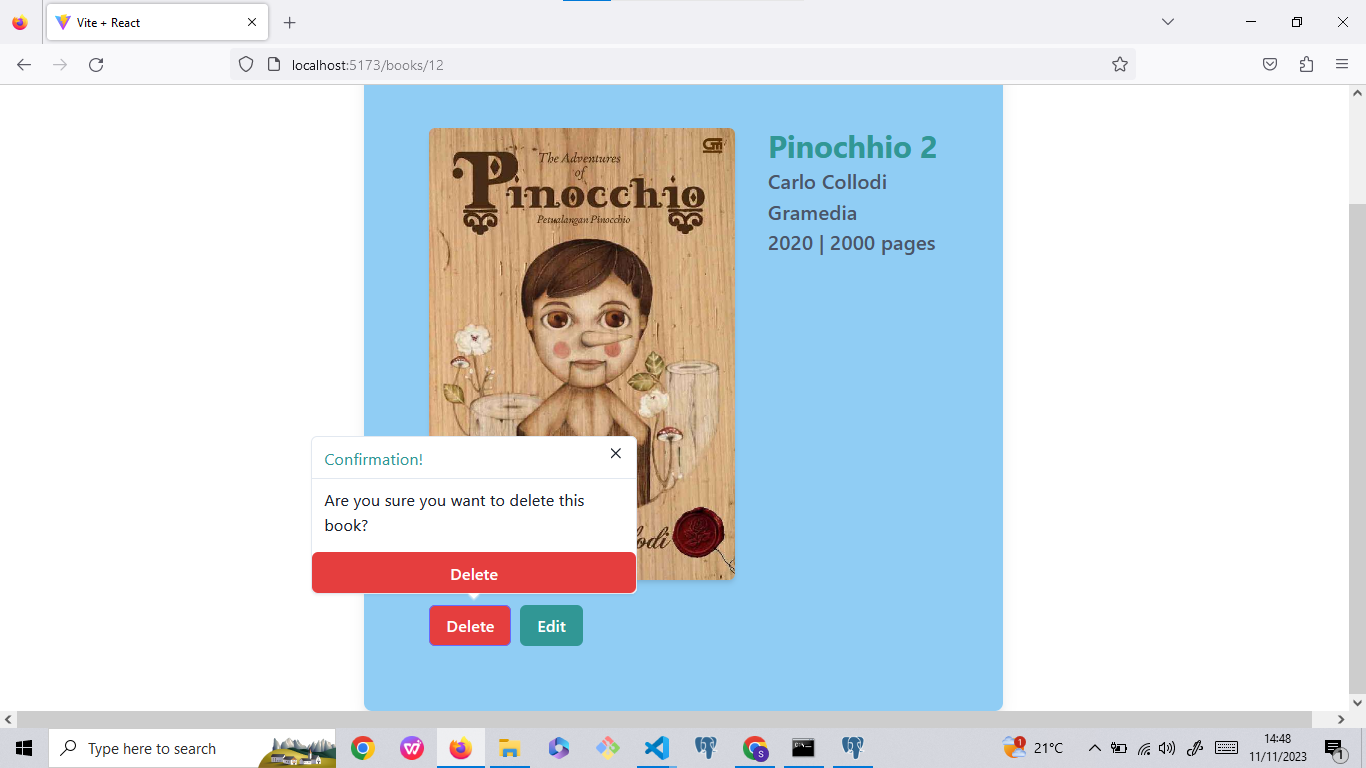 Vite + React
localhost:5173/books/12
The Adventures
of
Pinocchio
Petualangan Pinocchio
Pinochhio 2
Carlo Collodi
Gramedia
2020 | 2000 pages
Confirmation!
Are you sure you want to delete this
book?
Delete
Delete
Edit
Type here to search
21°C
14:48
11/11/2023